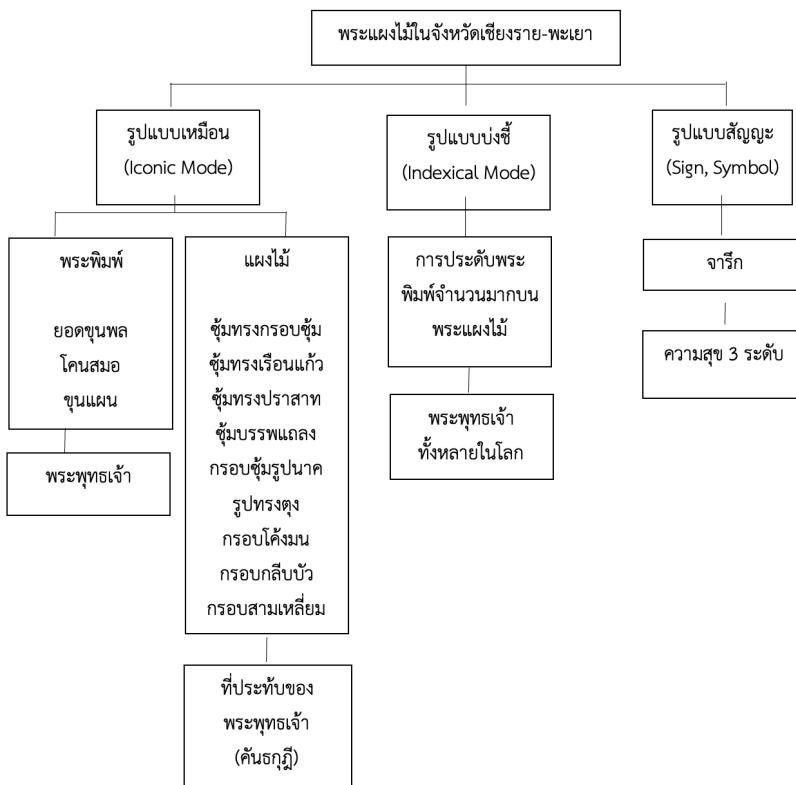 พระแผงไม้ในจังหวัดเชียงราย-พะเยา
รูปแบบเหมือน
(Iconic Mode)
รูปแบบบ่งชี้
(Indexical Mode)
รูปแบบสัญญะ
(Sign, Symbol)
พระพิมพ์
ยอดขุนพล
โคนสมอ
ขุนแผน
พระพุทธเจ้า
แผงไม้
ซุ้มทรงกรอบซุ้ม
ซุ้มทรงเรือนแก้ว
ซุ้มทรงปราสาท
ซุ้มบรรพแถลง
กรอบซุ้มรูปนาค
รูปทรงตุง
กรอบโค้งมน
กรอบกลีบบัว
กรอบสามเหลี่ยม
ที่ประทับของ
พระพุทธเจ้า
(คันธกุฎี)
การประดับพระ
พิมพ์จำนวนมากบน
พระแผงไม้
พระพุทธเจ้า
ทั้งหลายในโลก
จารึก
ความสุข 3 ระดับ